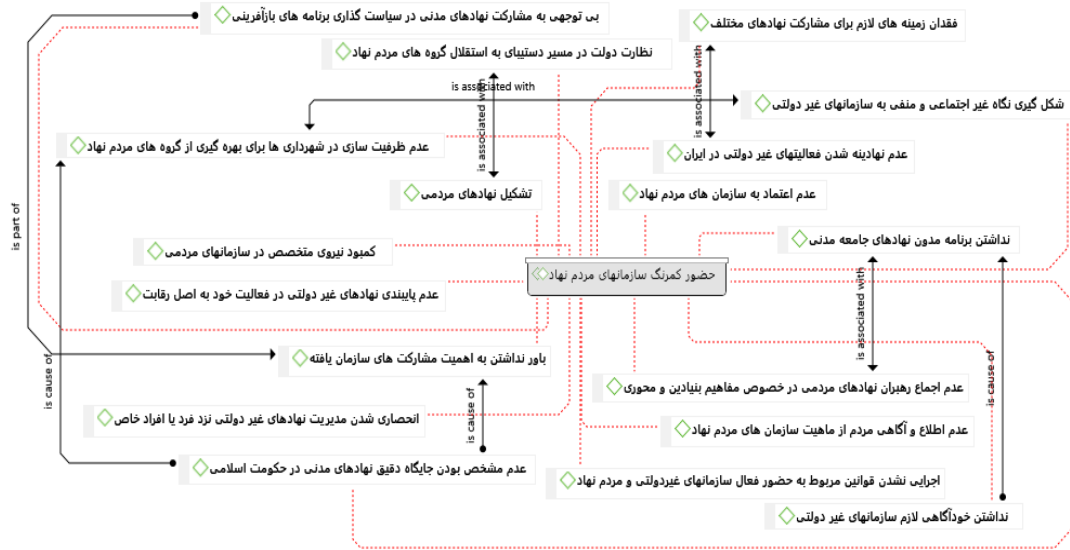 بی توجهی به مشارکت نهادهای مدنی در سیاست گذاری برنامه های بازآفرینی
فقدان زمینه های لازم برای مشارکت نهادهای مختلف
نظارت دولت در مسیر دستیبای به استقلال گروه های مردم نهاد
is associated with
is associated with
is associated with
شکل گیری نگاه غیر اجتماعی و منفی به سازمانهای غیر دولتی
عدم ظرفیت سازی در شهرداری ها برای بهره گیری از گروه های مردم نهاد
عدم نهادینه شدن فعالیتهای غیر دولتی در ایران
تشکیل نهادهای مردمی
عدم اعتماد به سازمان های مردم نهاد
is part of
نداشتن برنامه مدون نهادهای جامعه مدنی
کمبود نیروی متخصص در سازمانهای مردمی
حضور کمرنگ سازمانهای مردم نهاد
عدم پایبندی نهادهای غیر دولتی در فعالیت خود به اصل رقابت
is associated with
باور نداشتن به اهمیت مشارکت های سازمان یافته
is cause of
is cause of
عدم اجماع رهبران نهادهای مردمی در خصوص مفاهیم بنیادین و محوری
انحصاری شدن مدیریت نهادهای غیر دولتی نزد فرد یا افراد خاص
is cause of
عدم اطلاع و آگاهی مردم از ماهیت سازمان های مردم نهاد
عدم مشخص بودن جایگاه دقیق نهادهای مدنی در حکومت اسلامی
اجرایی نشدن قوانین مربوط به حضور فعال سازمانهای غیردولتی و مردم نهاد
نداشتن خودآگاهی لازم سازمانهای غیر دولتی